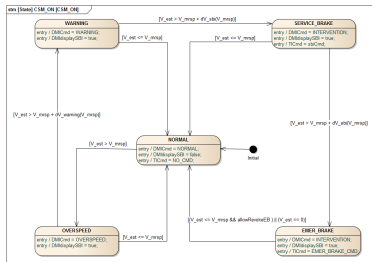 stm [State] CSM_ON [CSM_ON]
WARNING
entry / DMICmd = WARNING;
entry / DMIdisplaySBI = true;
[V_est > V_mrsp + dV_sbi(V_mrsp)]
SERVICE_BRAKE
entry / DMICmd = INTERVENTION;
entry / DMIdisplaySBI = true;
entry / TICmd = sbiCmd;
[V_est <= V_mrsp]
[V_est <= V_mrsp]
[V_est > V_mrsp + dV_warning(V_mrsp)]
[V_est > V_mrsp + dV_ebi(V_mrsp)]
NORMAL
entry / DMICmd = NORMAL;
entry / DMIdisplaySBI = false;
entry / TICmd = NO_CMD;
Initial
[V_est > V_mrsp]
[(V_est <= V_mrsp && allowRevokeEB) || (V_est == 0)]
OVERSPEED
entry / DMICmd = OVERSPEED;
entry / DMIdisplaySBI = true;
[V_est <= V_mrsp]
EMER_BRAKE
entry / DMICmd = INTERVENTION;
entry / DMIdisplaySBI = true;
entry / TICmd = EMER_BRAKE_CMD;